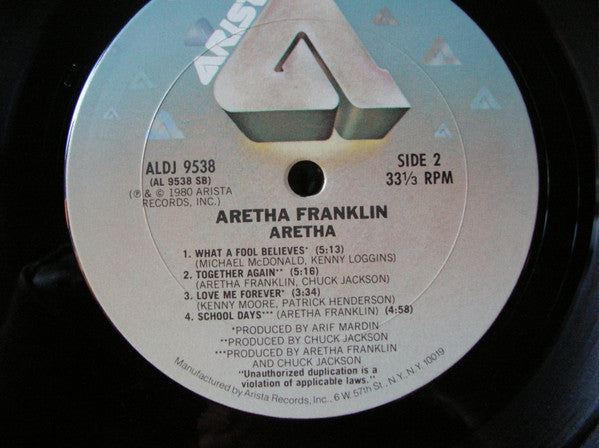 ARIST
ALDJ 9538
(AL 9538 SB)
(℗ & © 1980 ARISTA
RECORDS, INC.)
SIDE 2
33 1/3 RPM
ARETHA FRANKLIN
ARETHA
1. WHAT A FOOL BELIEVES* (5:13)
(MICHAEL McDONALD, KENNY LOGGINS)
2. TOGETHER AGAIN** (5:16)
(ARETHA FRANKLIN, CHUCK JACKSON)
3. LOVE ME FOREVER* (3:34)
(KENNY MOORE, PATRICK HENDERSON)
4. SCHOOL DAYS*** (ARETHA FRANKLIN) (4:58)
*PRODUCED BY ARIF MARDIN
**PRODUCED BY CHUCK JACKSON
***PRODUCED BY ARETHA FRANKLIN
AND CHUCK JACKSON
"Unauthorized duplication is a
violation of applicable laws."
Manufactured by Arista Records, Inc., 6 W. 57th St., N.Y., N.Y. 10019